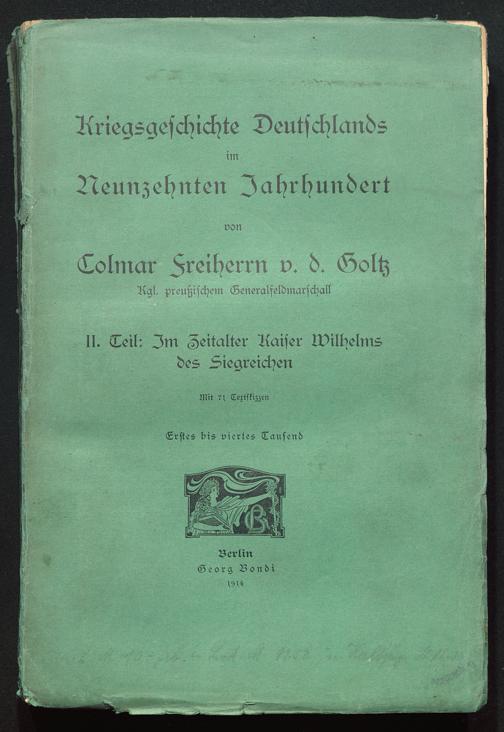 Kriegsgeschichte Deutschlands
im
Neunzehnten Jahrhundert
von
Colmar Freiherrn v. d. Goltz
Kgl. preußischem Generalfeldmarschall
II. Teil: Im Zeitalter Kaiser Wilhelms
des Siegreichen
Mit 71 Textskizzen
Erstes bis viertes Tausend
GB
Berlin
Georg Bondi
1914